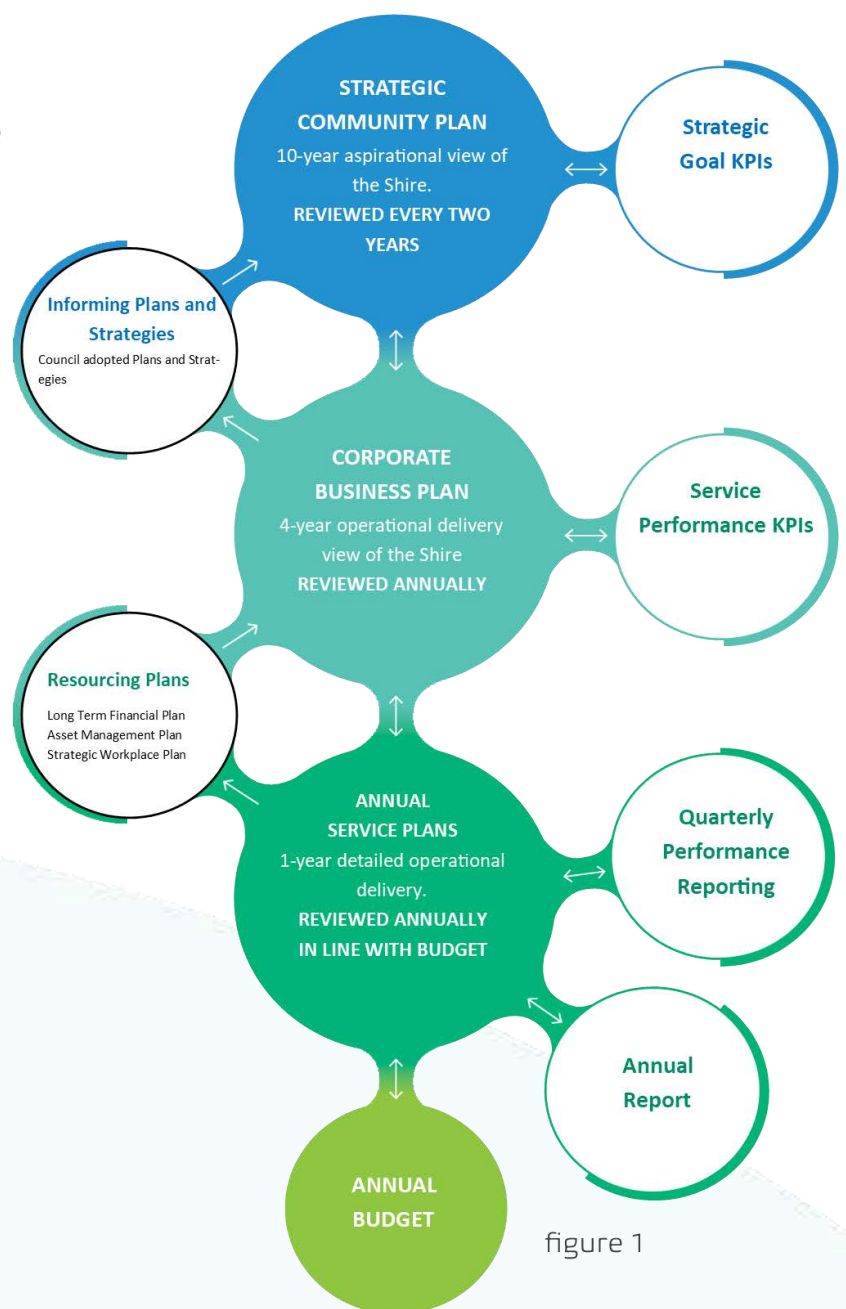 STRATEGIC
COMMUNITY PLAN
10-year aspirational view of
the Shire.
REVIEWED EVERY TWO
YEARS
Strategic
Goal KPIs
Informing Plans and
Strategies
Council adopted Plans and Strat-
egies
CORPORATE
BUSINESS PLAN
4-year operational delivery
view of the Shire
REVIEWED ANNUALLY
Service
Performance KPIs
Resourcing Plans
Long Term Financial Plan
Asset Management Plan
Strategic Workplace Plan
ANNUAL
SERVICE PLANS
1-year detailed operational
delivery.
REVIEWED ANNUALLY
IN LINE WITH BUDGET
Quarterly
Performance
Reporting
Annual
Report
ANNUAL
BUDGET
figure 1